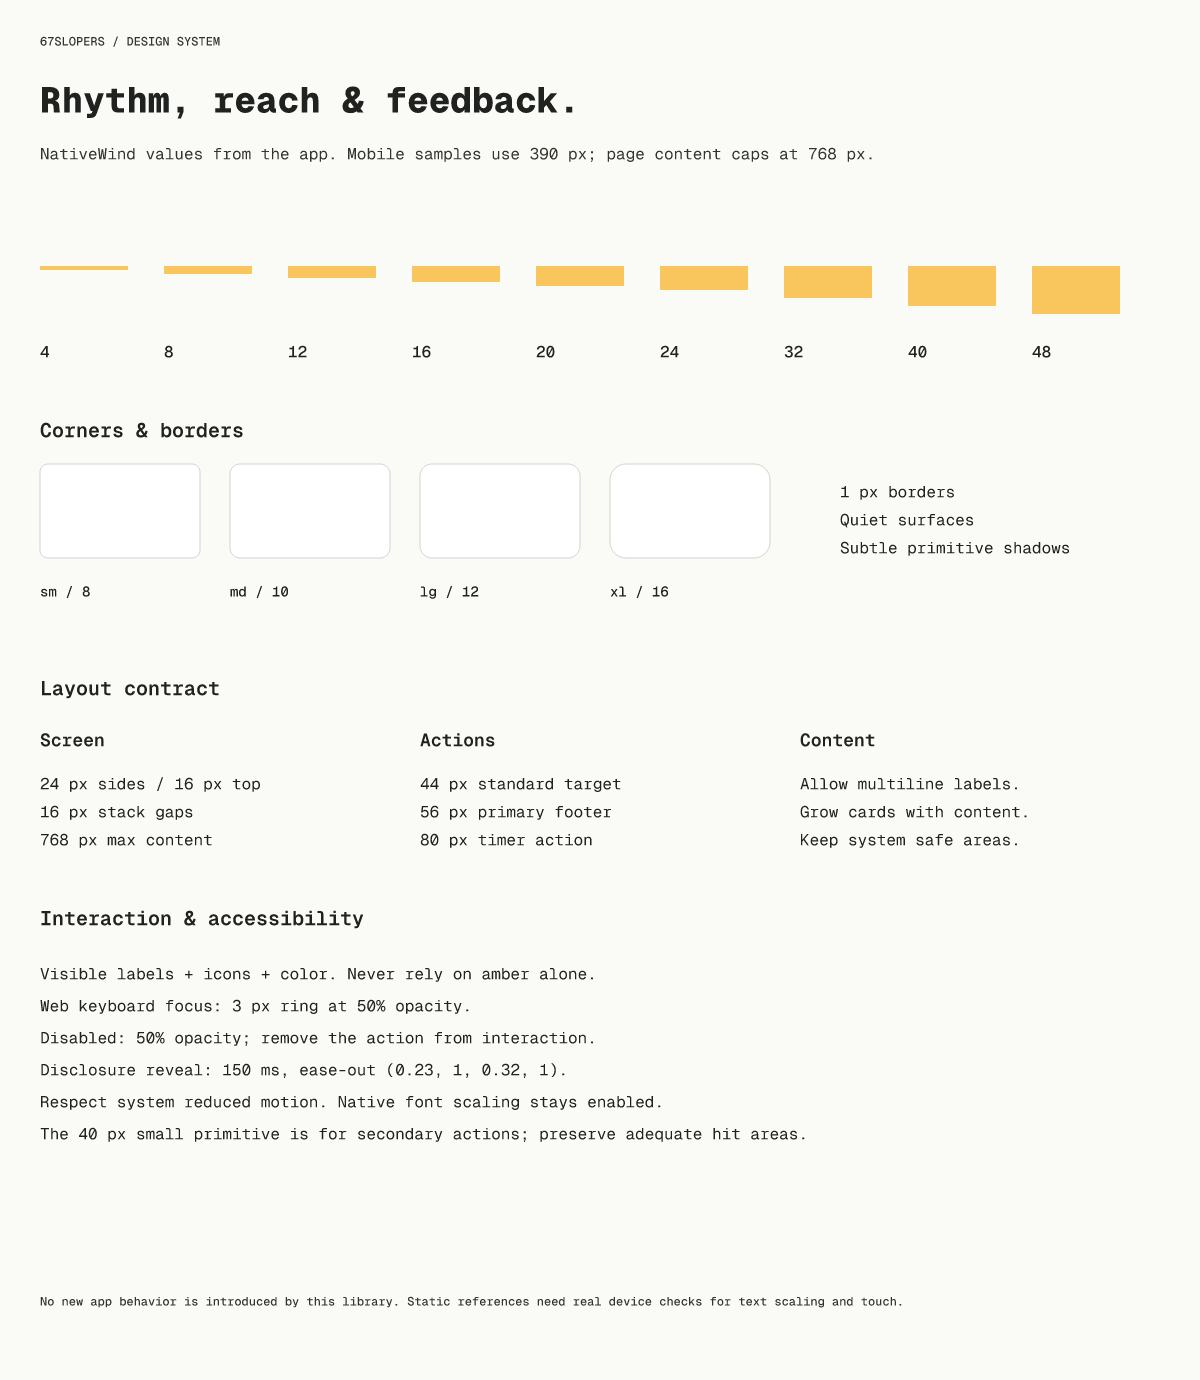 67SLOPERS / DESIGN SYSTEM
Rhythm, reach & feedback.
NativeWind values from the app. Mobile samples use 390 px; page content caps at 768 px.
4 8 12 16 20 24 32 40 48
Corners & borders
1 px borders
Quiet surfaces
Subtle primitive shadows
sm / 8 md / 10 lg / 12 xl / 16
Layout contract
Screen
24 px sides / 16 px top
16 px stack gaps
768 px max content
Actions
44 px standard target
56 px primary footer
80 px timer action
Content
Allow multiline labels.
Grow cards with content.
Keep system safe areas.
Interaction & accessibility
Visible labels + icons + color. Never rely on amber alone.
Web keyboard focus: 3 px ring at 50% opacity.
Disabled: 50% opacity; remove the action from interaction.
Disclosure reveal: 150 ms, ease-out (0.23, 1, 0.32, 1).
Respect system reduced motion. Native font scaling stays enabled.
The 40 px small primitive is for secondary actions; preserve adequate hit areas.
No new app behavior is introduced by this library. Static references need real device checks for text scaling and touch.